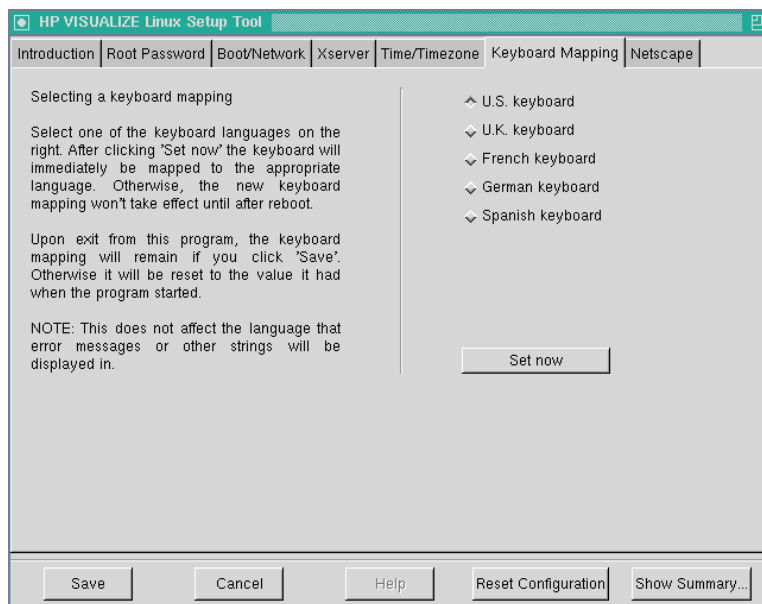 HP VISUALIZE Linux Setup Tool
Introduction Root Password Boot/Network Xserver Time/Timezone Keyboard Mapping Netscape
Selecting a keyboard mapping
Select one of the keyboard languages on the
right. After clicking 'Set now' the keyboard will
immediately be mapped to the appropriate
language. Otherwise, the new keyboard
mapping won't take effect until after reboot.
Upon exit from this program, the keyboard
mapping will remain if you click 'Save'.
Otherwise it will be reset to the value it had
when the program started.
NOTE: This does not affect the language that
error messages or other strings will be
displayed in.
U.S. keyboard
U.K. keyboard
French keyboard
German keyboard
Spanish keyboard
Set now
Save Cancel Help Reset Configuration Show Summary...